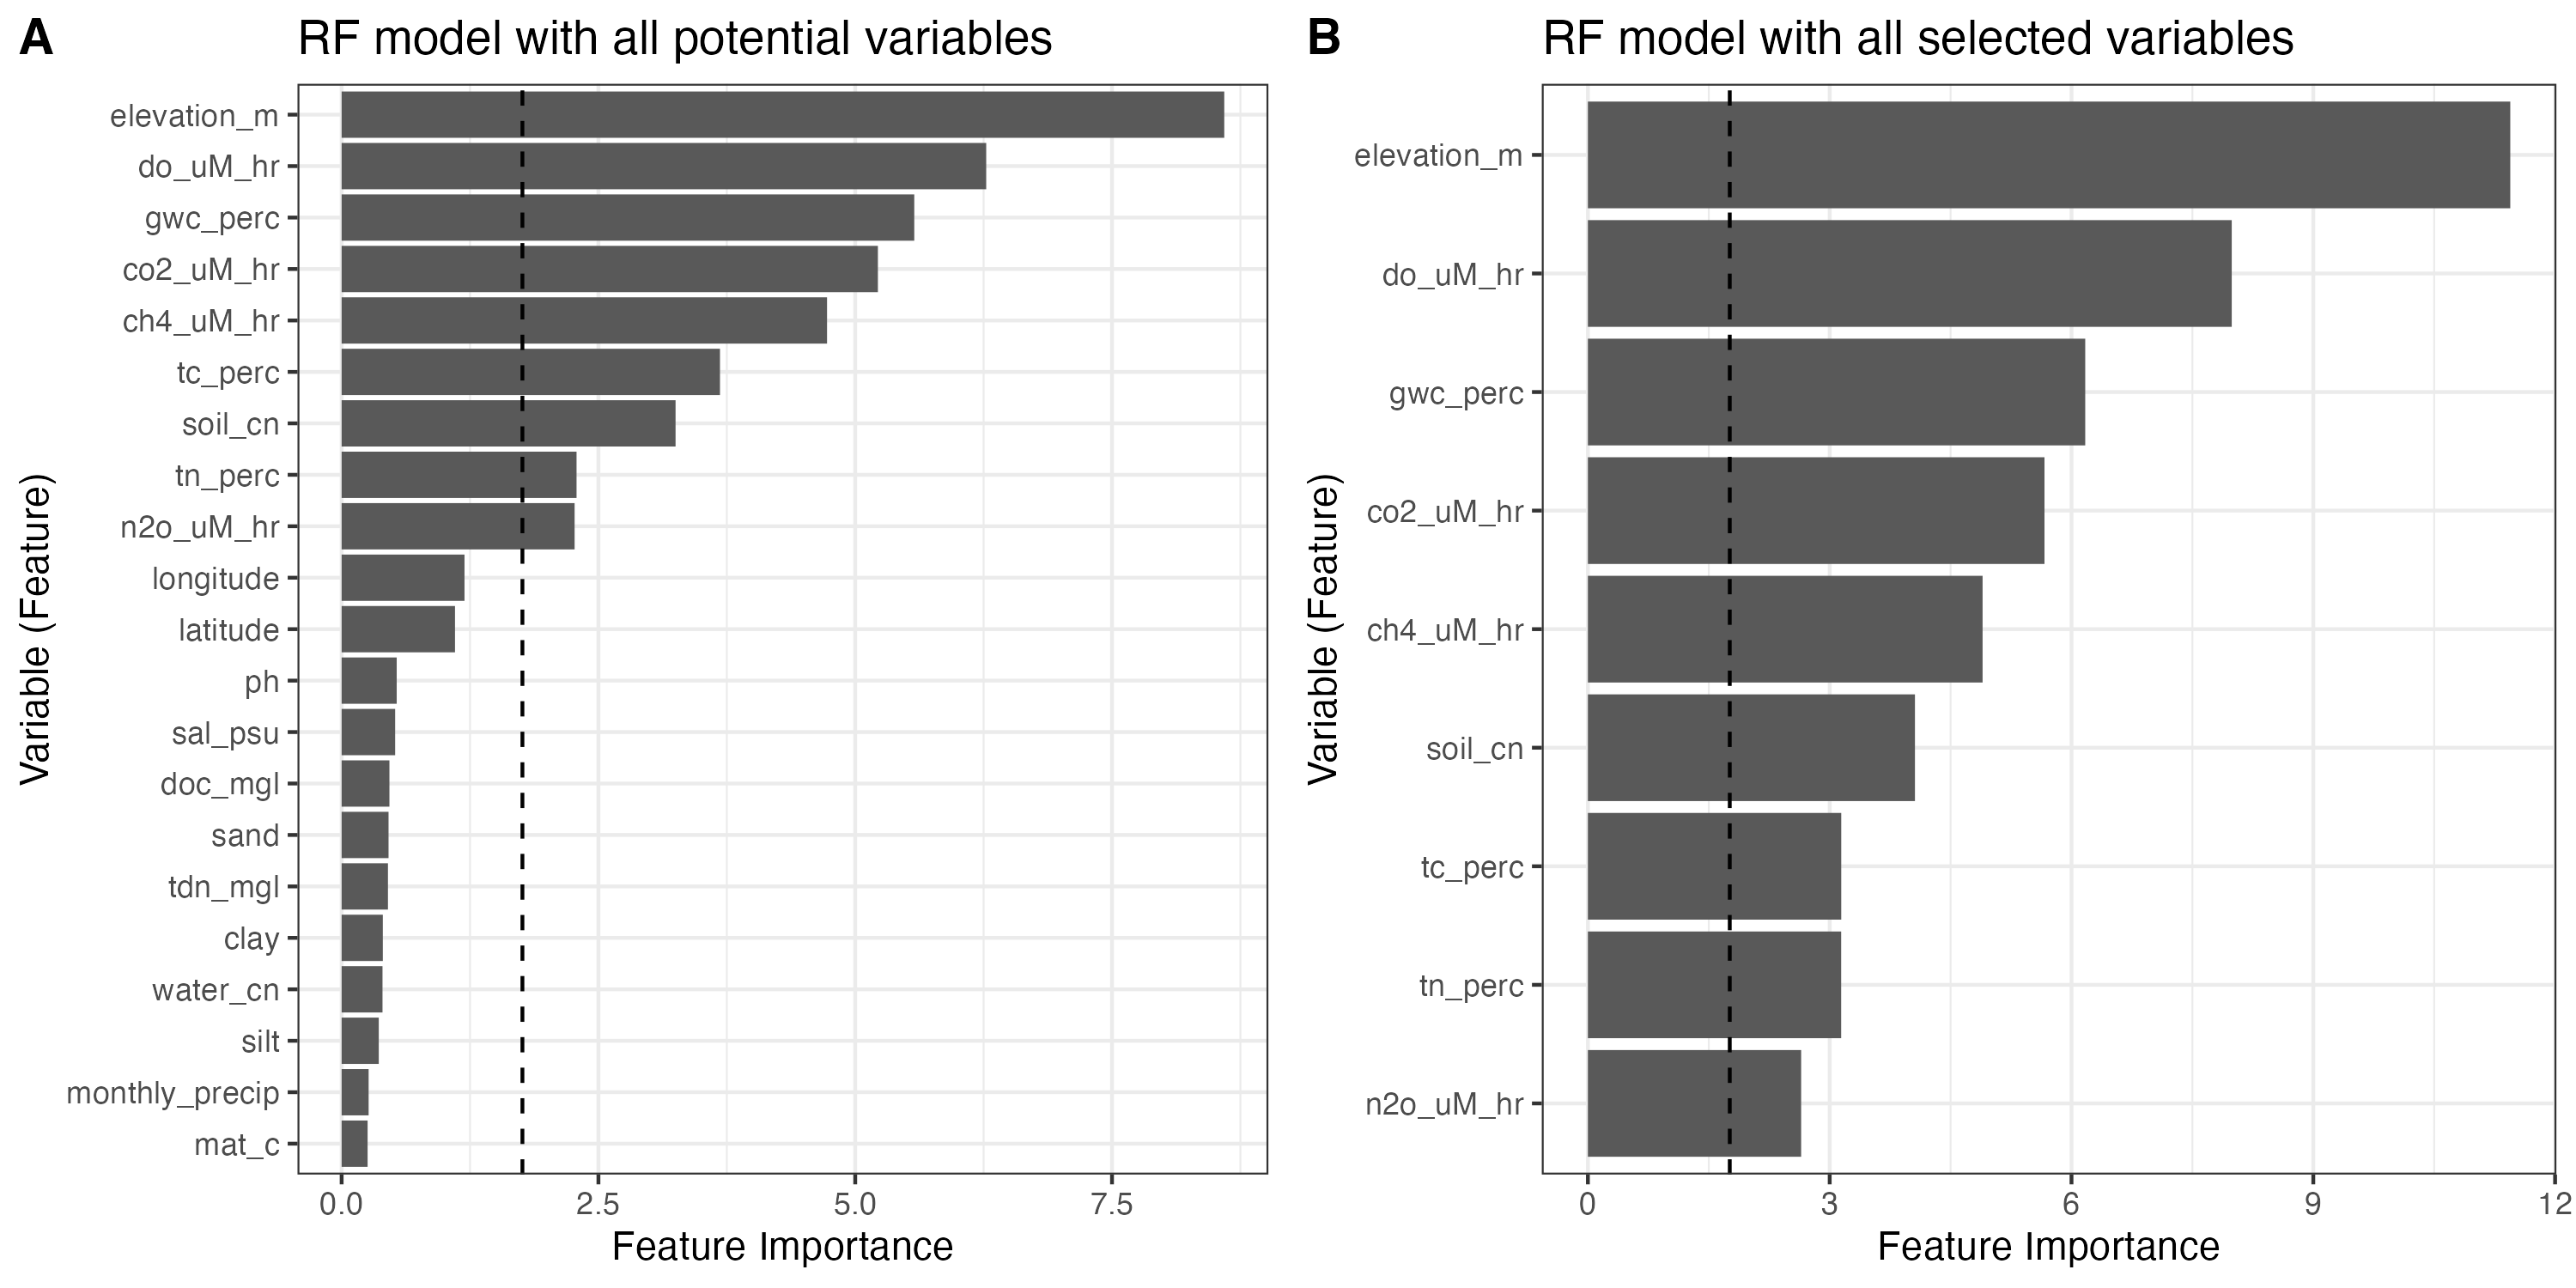 A
RF model with all potential variables
Variable (Feature)
elevation_m
do_uM_hr
gwc_perc
co2_uM_hr
ch4_uM_hr
tc_perc
soil_cn
tn_perc
n2o_uM_hr
longitude
latitude
ph
sal_psu
doc_mgl
sand
tdn_mgl
clay
water_cn
silt
monthly_precip
mat_c
0.0 2.5 5.0 7.5
Feature Importance
B
RF model with all selected variables
Variable (Feature)
elevation_m
do_uM_hr
gwc_perc
co2_uM_hr
ch4_uM_hr
soil_cn
tc_perc
tn_perc
n2o_uM_hr
0 3 6 9 12
Feature Importance